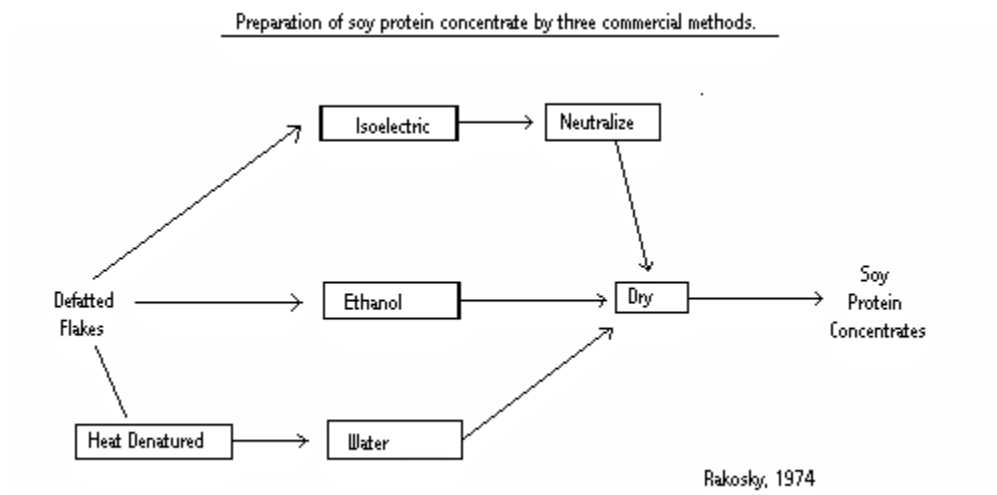 Preparation of soy protein concentrate by three commercial methods.
Isoelectric
Neutralize
Defatted
Flakes
Ethanol
Dry
Soy
Protein
Concentrates
Heat Denatured
Water
Rakosky, 1974